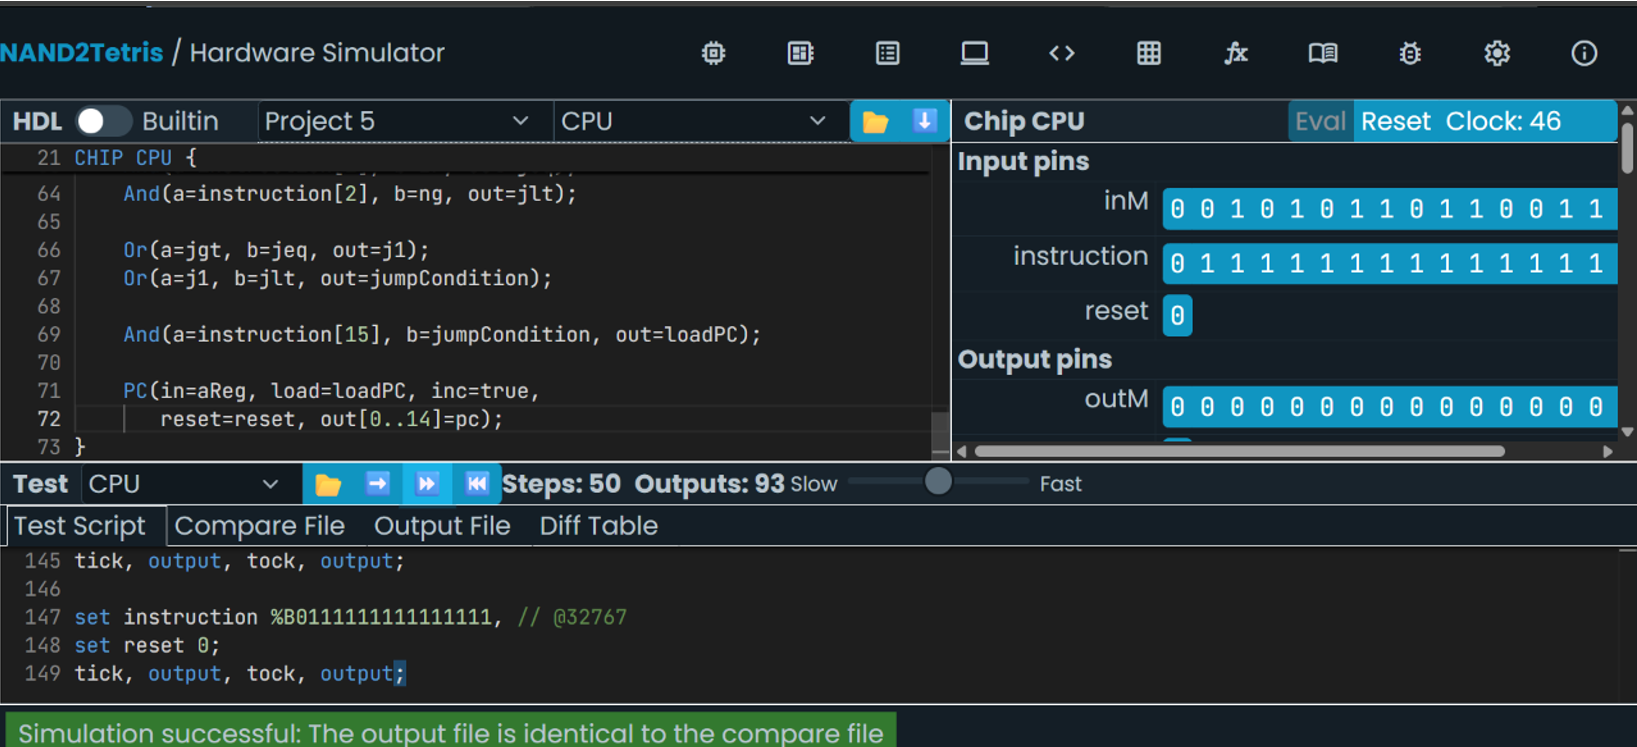 NAND2Tetris / Hardware Simulator
HDL Builtin Project 5 CPU
21 CHIP CPU {
64 And(a=instruction[2], b=ng, out=jlt);
65
66 Or(a=jgt, b=jeq, out=j1);
67 Or(a=j1, b=jlt, out=jumpCondition);
68
69 And(a=instruction[15], b=jumpCondition, out=loadPC);
70
71 PC(in=aReg, load=loadPC, inc=true,
72 reset=reset, out[0..14]=pc);
73 }
Chip CPU Eval Reset Clock: 46
Input pins
inM 0 0 1 0 1 0 1 1 0 1 1 0 0 1 1
instruction 0 1 1 1 1 1 1 1 1 1 1 1 1 1 1
reset 0
Output pins
outM 0 0 0 0 0 0 0 0 0 0 0 0 0 0 0
Test CPU Steps: 50 Outputs: 93 Slow Fast
Test Script Compare File Output File Diff Table
145 tick, output, tock, output;
146
147 set instruction %B0111111111111111, // @32767
148 set reset 0;
149 tick, output, tock, output;
Simulation successful: The output file is identical to the compare file